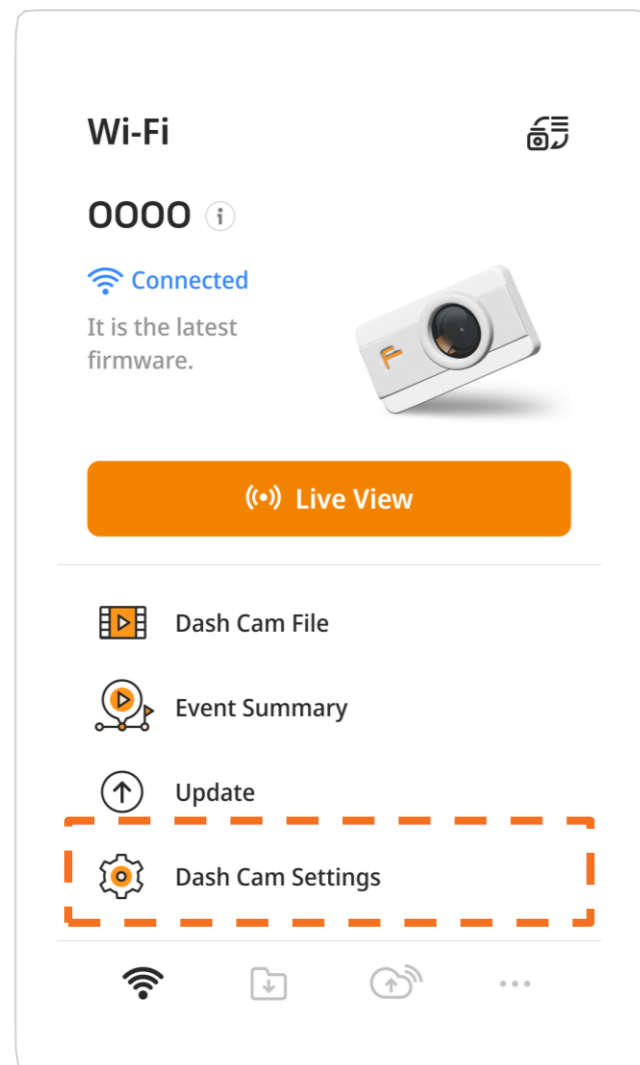 Wi-Fi
OOOO
Connected
It is the latest
firmware.
Live View
Dash Cam File
Event Summary
Update
Dash Cam Settings